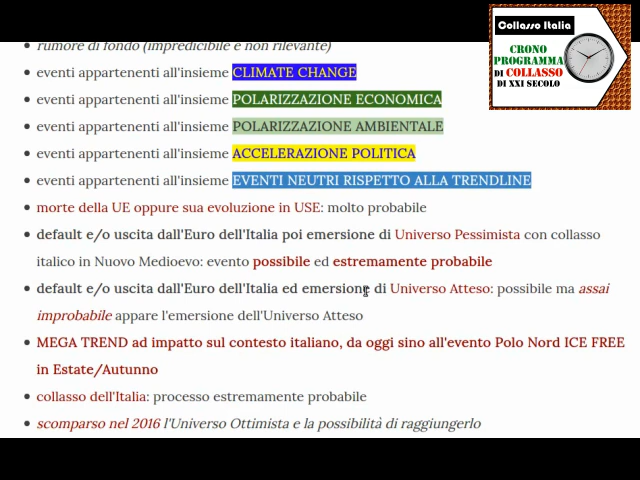 Collasso Italia
CRONO
PROGRAMMA
DI COLLASSO
DI XXI SECOLO
rumore di fondo (impredicibile e non rilevante)
eventi appartenenti all'insieme CLIMATE CHANGE
eventi appartenenti all'insieme POLARIZZAZIONE ECONOMICA
eventi appartenenti all'insieme POLARIZZAZIONE AMBIENTALE
eventi appartenenti all'insieme ACCELERAZIONE POLITICA
eventi appartenenti all'insieme EVENTI NEUTRI RISPETTO ALLA TRENDLINE
morte della UE oppure sua evoluzione in USE: molto probabile
default e/o uscita dall'Euro dell'Italia poi emersione di Universo Pessimista con collasso
italico in Nuovo Medioevo: evento possibile ed estremamente probabile
default e/o uscita dall'Euro dell'Italia ed emersione di Universo Atteso: possibile ma assai
improbabile appare l'emersione dell'Universo Atteso
MEGA TREND ad impatto sul contesto italiano, da oggi sino all'evento Polo Nord ICE FREE
in Estate/Autunno
collasso dell'Italia: processo estremamente probabile
scomparso nel 2016 l'Universo Ottimista e la possibilità di raggiungerlo